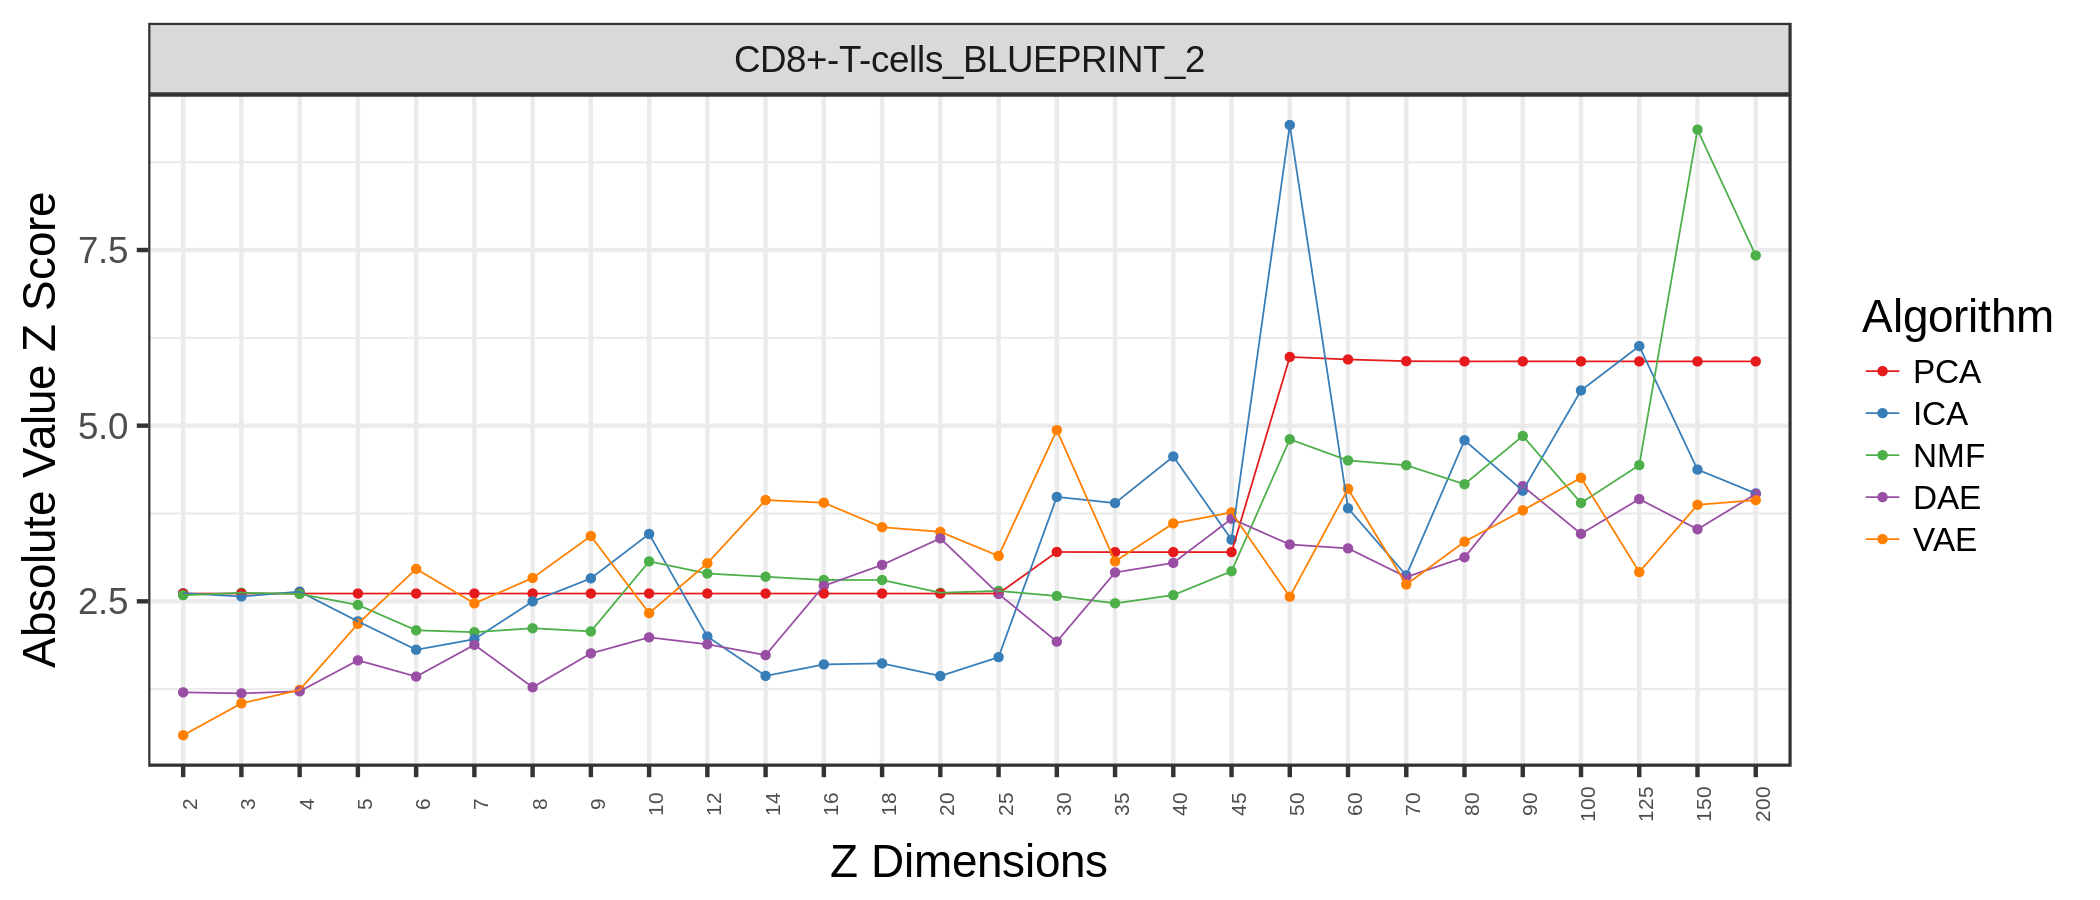 CD8+-T-cells_BLUEPRINT_2
Absolute Value Z Score
7.5
5.0
2.5
2 3 4 5 6 7 8 9 10 12 14 16 18 20 25 30 35 40 45 50 60 70 80 90 100 125 150 200
Z Dimensions
Algorithm
PCA
ICA
NMF
DAE
VAE